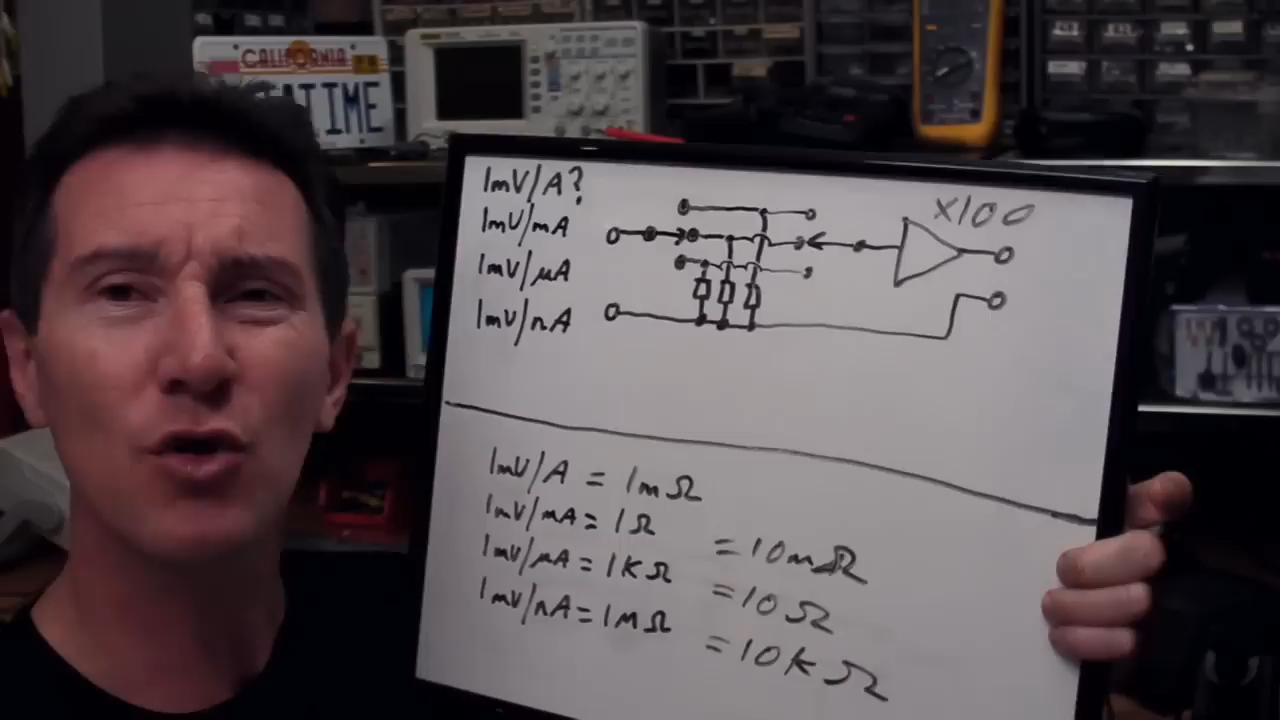 CALIFORNIA
TATIME
1mV/A?
1mV/mA
1mV/µA
1mV/nA
X100
1mV/A = 1mΩ
1mV/mA = 1Ω = 10mΩ
1mV/µA = 1KΩ = 10Ω
1mV/nA = 1MΩ = 10KΩ